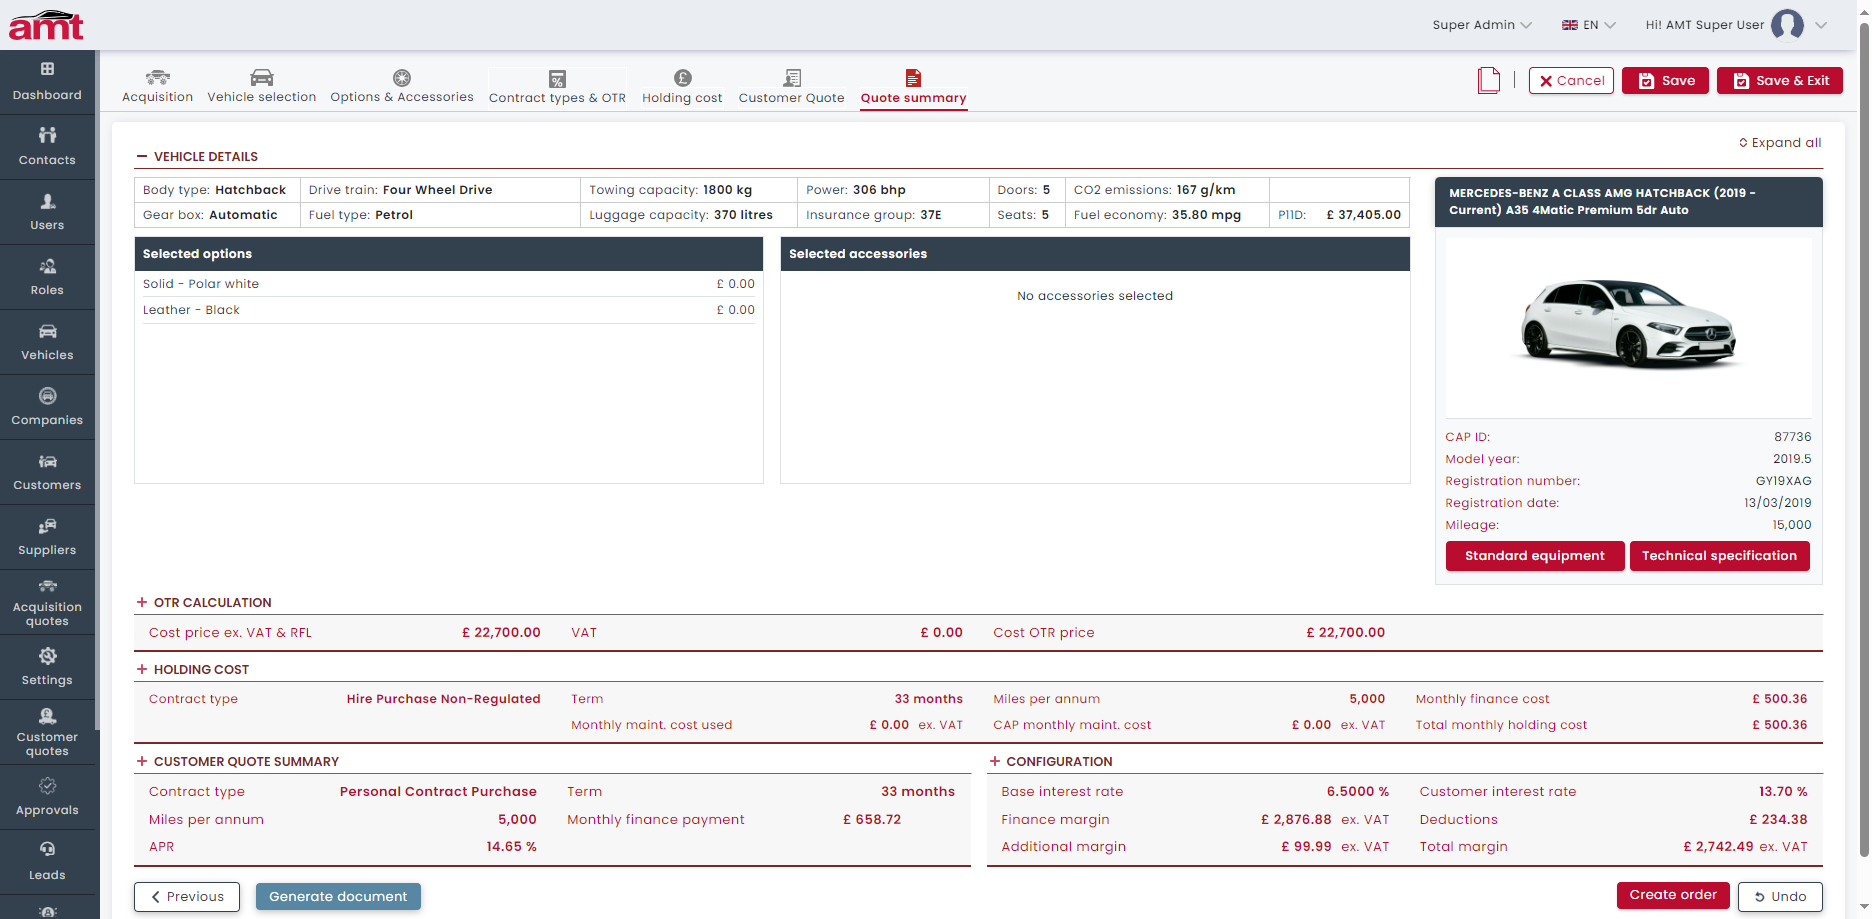 amt
Super Admin
EN
Hi! AMT Super User
Dashboard
Contacts
Users
Roles
Vehicles
Companies
Customers
Suppliers
Acquisition
quotes
Settings
Customer
quotes
Approvals
Leads
Acquisition
Vehicle selection
Options & Accessories
Contract types & OTR
Holding cost
Customer Quote
Quote summary
Cancel
Save
Save & Exit
Expand all
VEHICLE DETAILS
Body type: Hatchback
Drive train: Four Wheel Drive
Towing capacity: 1800 kg
Power: 306 bhp
Doors: 5
CO2 emissions: 167 g/km
Gear box: Automatic
Fuel type: Petrol
Luggage capacity: 370 litres
Insurance group: 37E
Seats: 5
Fuel economy: 35.80 mpg
P11D: £ 37,405.00
Selected options
Solid - Polar white £ 0.00
Leather - Black £ 0.00
Selected accessories
No accessories selected
MERCEDES-BENZ A CLASS AMG HATCHBACK (2019 -
Current) A35 4Matic Premium 5dr Auto
CAP ID: 87736
Model year: 2019.5
Registration number: GY19XAG
Registration date: 13/03/2019
Mileage: 15,000
Standard equipment
Technical specification
OTR CALCULATION
Cost price ex. VAT & RFL £ 22,700.00 VAT £ 0.00 Cost OTR price £ 22,700.00
HOLDING COST
Contract type Hire Purchase Non-Regulated Term 33 months Miles per annum 5,000 Monthly finance cost £ 500.36
Monthly maint. cost used £ 0.00 ex. VAT CAP monthly maint. cost £ 0.00 ex. VAT Total monthly holding cost £ 500.36
CUSTOMER QUOTE SUMMARY
Contract type Personal Contract Purchase Term 33 months
Miles per annum 5,000 Monthly finance payment £ 658.72
APR 14.65 %
CONFIGURATION
Base interest rate 6.5000 % Customer interest rate 13.70 %
Finance margin £ 2,876.88 ex. VAT Deductions £ 234.38
Additional margin £ 99.99 ex. VAT Total margin £ 2,742.49 ex. VAT
Previous
Generate document
Create order
Undo